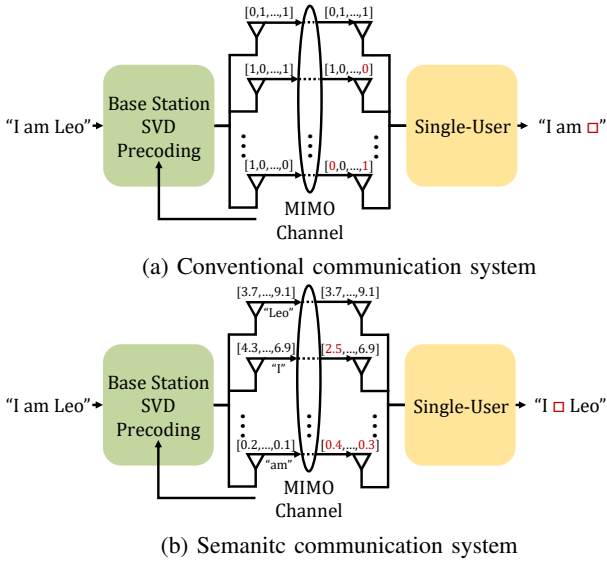 [0,1,...,1] [0,1,...,1]
[1,0,...,1] [1,0,...,0]
“I am Leo” Base Station SVD Precoding Single-User “I am □”
[1,0,...,0] [0,0,...,1]
MIMO
Channel
(a) Conventional communication system
[3.7,...,9.1] [3.7,...,9.1]
“Leo”
[4.3,...,6.9] [2.5,...,6.9]
“I”
“I am Leo” Base Station SVD Precoding Single-User “I □ Leo”
[0.2,...,0.1] [0.4,...,0.3]
“am”
MIMO
Channel
(b) Semanitc communication system